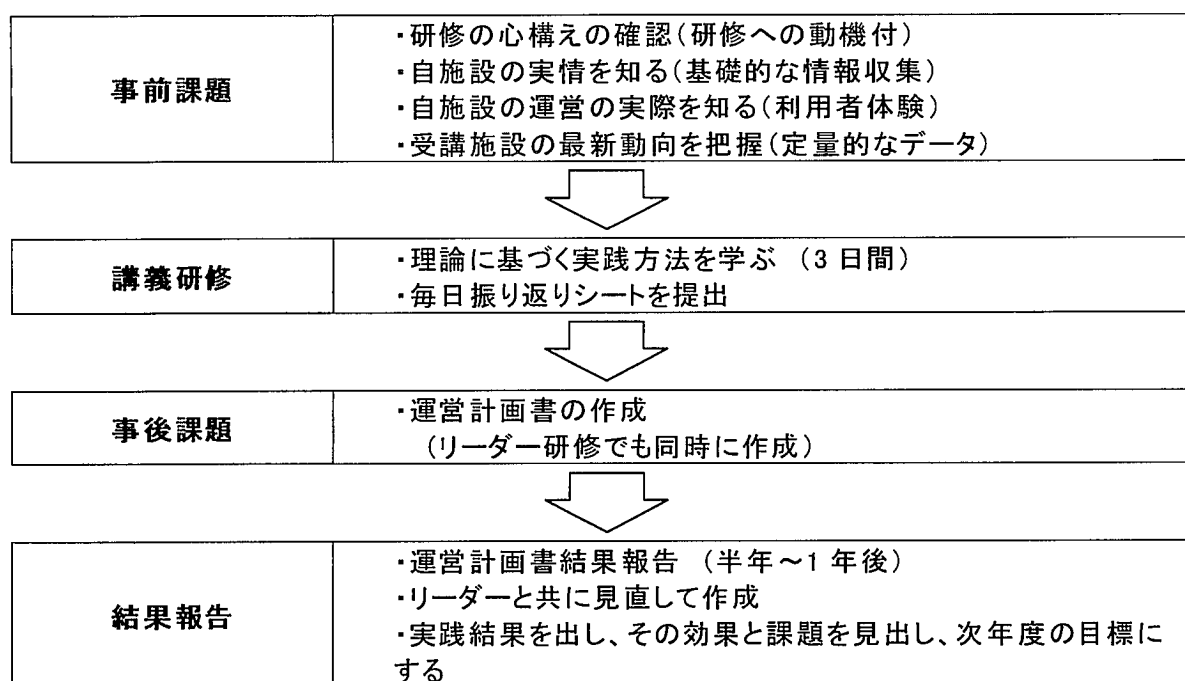 事前課題
・研修の心構えの確認(研修への動機付)
・自施設の実情を知る(基礎的な情報収集)
・自施設の運営の実際を知る(利用者体験)
・受講施設の最新動向を把握(定量的なデータ)
講義研修
・理論に基づく実践方法を学ぶ (3 日間)
・毎日振り返りシートを提出
事後課題
・運営計画書の作成
(リーダー研修でも同時に作成)
結果報告
・運営計画書結果報告 (半年～1 年後)
・リーダーと共に見直して作成
・実践結果を出し、その効果と課題を見出し、次年度の目標に
する